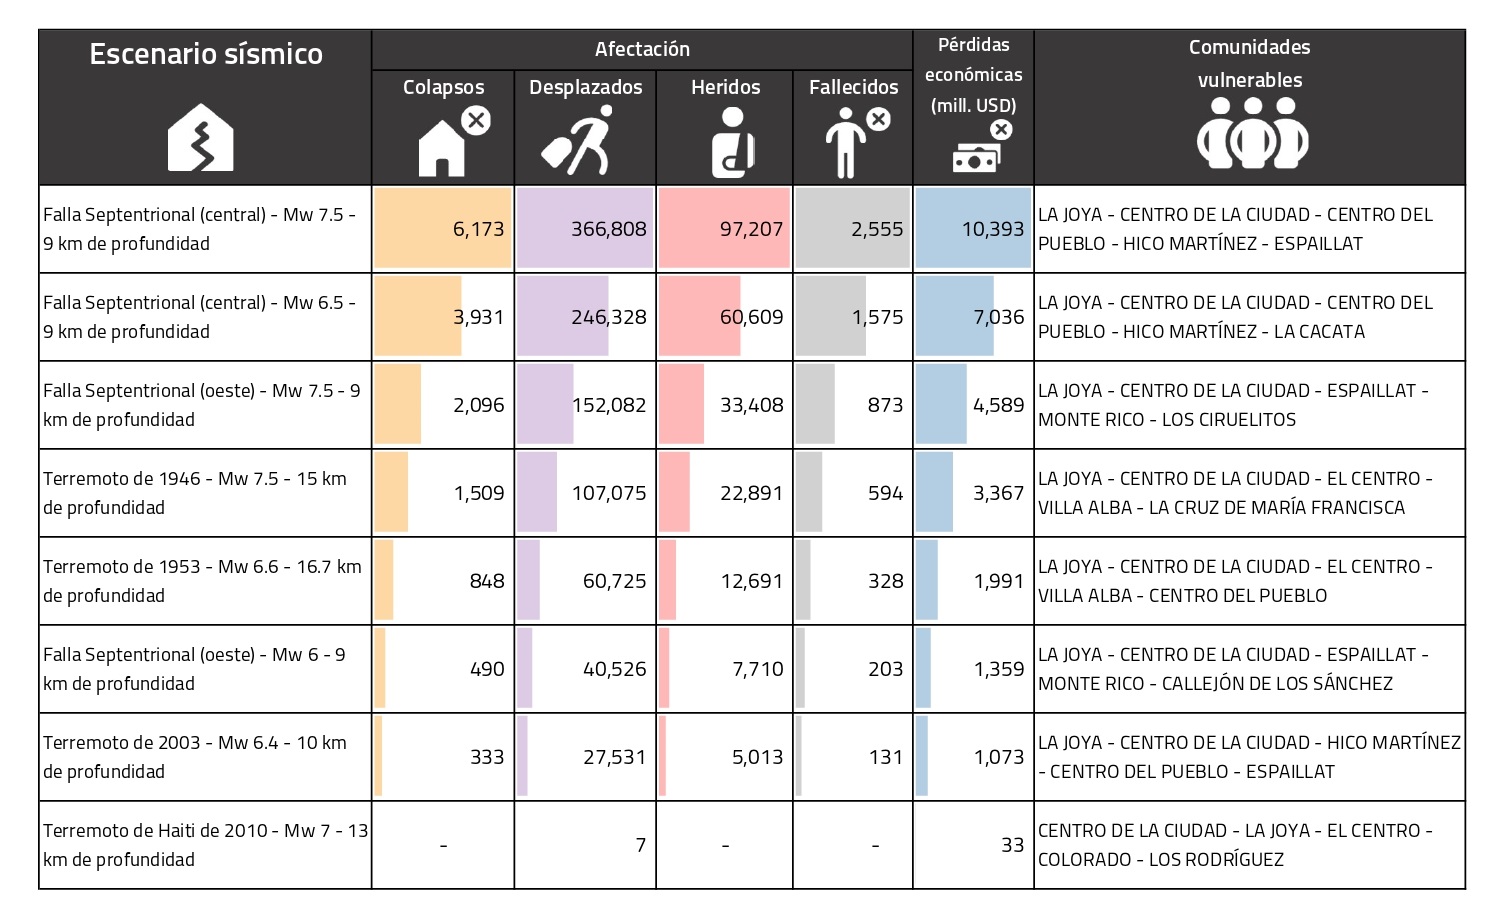 Escenario sísmico
Afectación
Pérdidas
económicas
(mill. USD)
Comunidades
vulnerables
Colapsos
Desplazados
Heridos
Fallecidos
Falla Septentrional (central) - Mw 7.5 -
9 km de profundidad
6,173
366,808
97,207
2,555
10,393
LA JOYA - CENTRO DE LA CIUDAD - CENTRO DEL
PUEBLO - HICO MARTÍNEZ - ESPAILLAT
Falla Septentrional (central) - Mw 6.5 -
9 km de profundidad
3,931
246,328
60,609
1,575
7,036
LA JOYA - CENTRO DE LA CIUDAD - CENTRO DEL
PUEBLO - HICO MARTÍNEZ - LA CACATA
Falla Septentrional (oeste) - Mw 7.5 - 9
km de profundidad
2,096
152,082
33,408
873
4,589
LA JOYA - CENTRO DE LA CIUDAD - ESPAILLAT -
MONTE RICO - LOS CIRUELITOS
Terremoto de 1946 - Mw 7.5 - 15 km
de profundidad
1,509
107,075
22,891
594
3,367
LA JOYA - CENTRO DE LA CIUDAD - EL CENTRO -
VILLA ALBA - LA CRUZ DE MARÍA FRANCISCA
Terremoto de 1953 - Mw 6.6 - 16.7 km
de profundidad
848
60,725
12,691
328
1,991
LA JOYA - CENTRO DE LA CIUDAD - EL CENTRO -
VILLA ALBA - CENTRO DEL PUEBLO
Falla Septentrional (oeste) - Mw 6 - 9
km de profundidad
490
40,526
7,710
203
1,359
LA JOYA - CENTRO DE LA CIUDAD - ESPAILLAT -
MONTE RICO - CALLEJÓN DE LOS SÁNCHEZ
Terremoto de 2003 - Mw 6.4 - 10 km
de profundidad
333
27,531
5,013
131
1,073
LA JOYA - CENTRO DE LA CIUDAD - HICO MARTÍNEZ
- CENTRO DEL PUEBLO - ESPAILLAT
Terremoto de Haiti de 2010 - Mw 7 - 13
km de profundidad
-
7
-
-
33
CENTRO DE LA CIUDAD - LA JOYA - EL CENTRO -
COLORADO - LOS RODRÍGUEZ